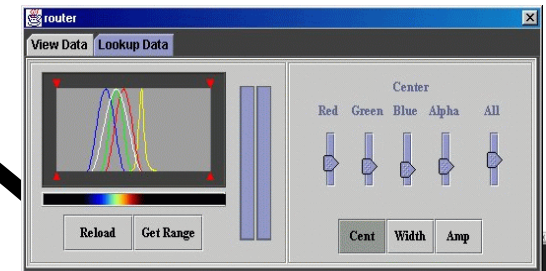 router
View Data Lookup Data
Center
Red Green Blue Alpha All
Reload Get Range
Cent Width Amp